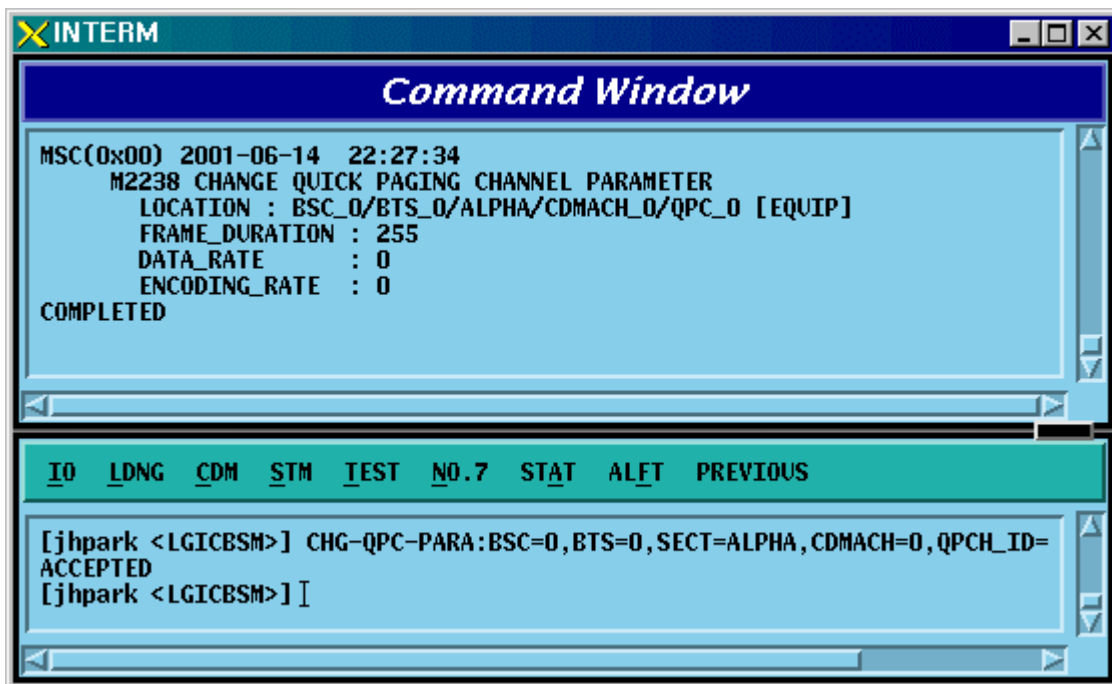 INTERM
Command Window
MSC(0x00) 2001-06-14 22:27:34
M2238 CHANGE QUICK PAGING CHANNEL PARAMETER
LOCATION : BSC_0/BTS_0/ALPHA/CDMACH_0/QPC_0 [EQUIP]
FRAME_DURATION : 255
DATA_RATE : 0
ENCODING_RATE : 0
COMPLETED
IO LDNG CDM STM TEST NO.7 STAT ALFT PREVIOUS
[jhpark <LGICBSM>] CHG-QPC-PARA:BSC=0,BTS=0,SECT=ALPHA,CDMACH=0,QPCH_ID=
ACCEPTED
[jhpark <LGICBSM>]